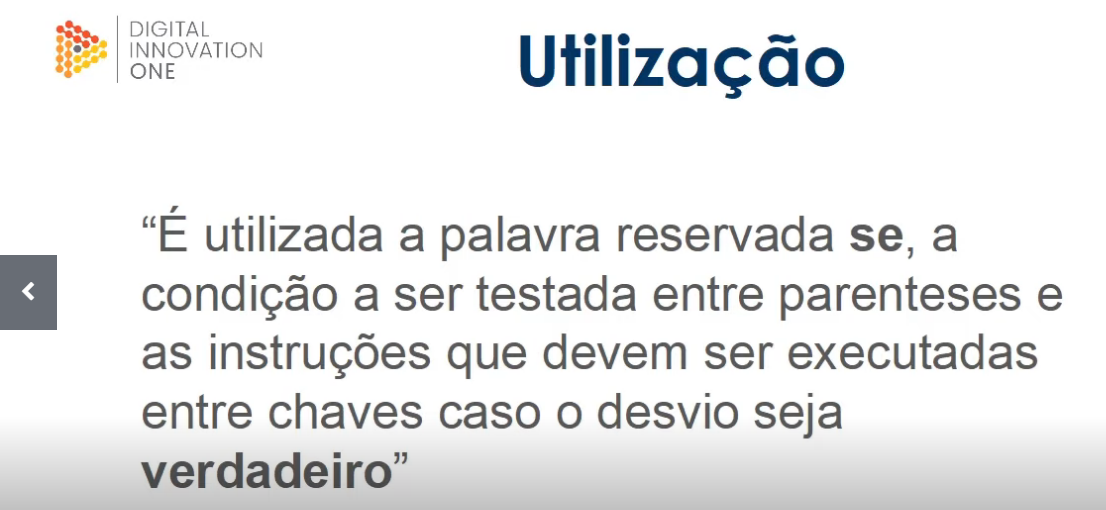 DIGITAL
INNOVATION
ONE
Utilização
“É utilizada a palavra reservada se, a
condição a ser testada entre parenteses e
as instruções que devem ser executadas
entre chaves caso o desvio seja
verdadeiro”